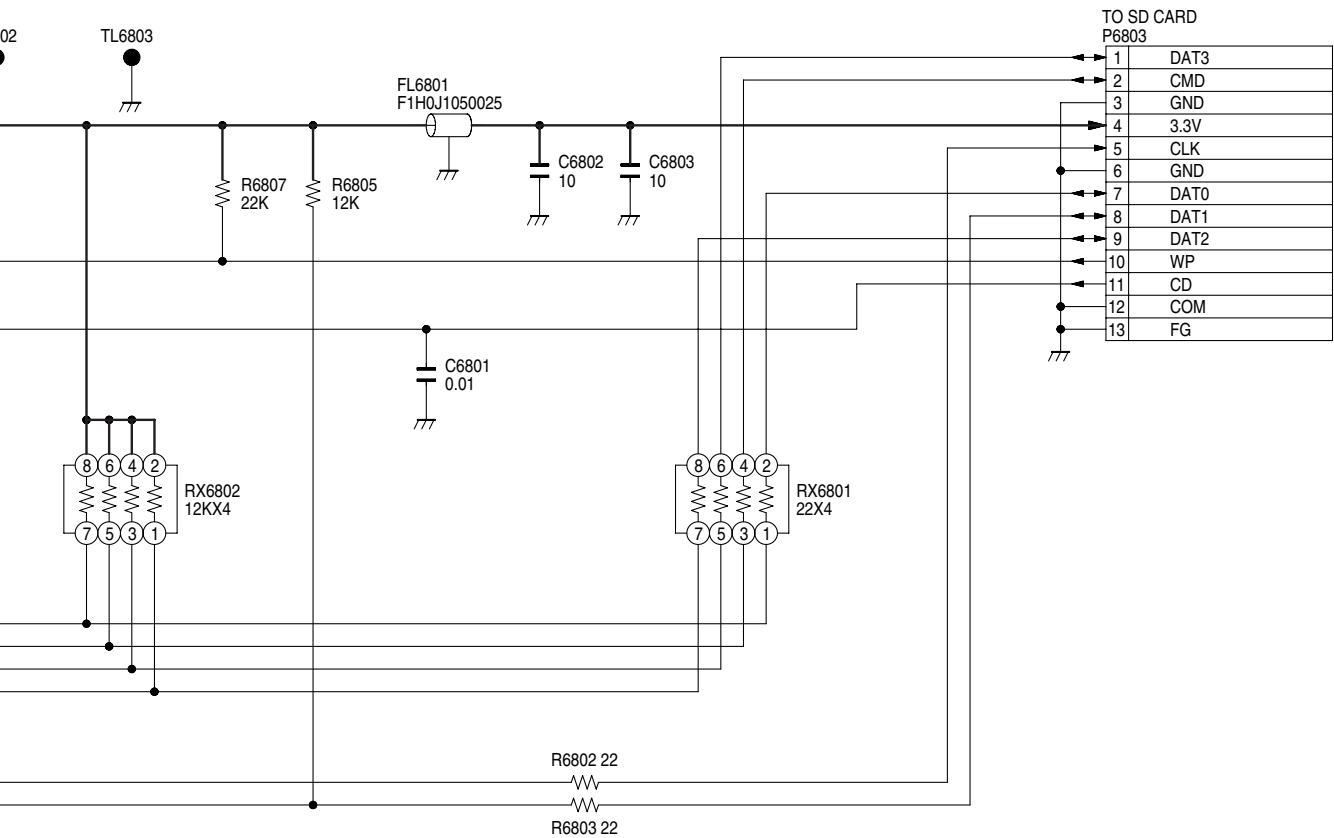 TO SD CARD
P6803
02
TL6803
1 DAT3
2 CMD
3 GND
4 3.3V
5 CLK
6 GND
7 DAT0
8 DAT1
9 DAT2
10 WP
11 CD
12 COM
13 FG
FL6801
F1H0J1050025
R6807
22K
R6805
12K
C6802
10
C6803
10
C6801
0.01
8 6 4 2
RX6802
12KX4
7 5 3 1
8 6 4 2
RX6801
22X4
7 5 3 1
R6802 22
R6803 22